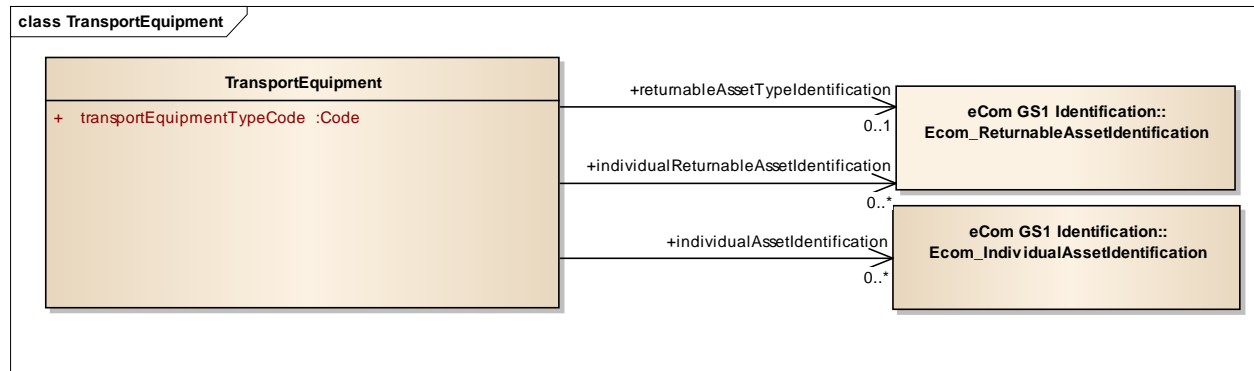 class TransportEquipment
TransportEquipment
+ transportEquipmentTypeCode :Code
+returnableAssetTypeIdentification
0..1
+individualReturnableAssetIdentification
0..*
+individualAssetIdentification
0..*
eCom GS1 Identification::
Ecom_ReturnableAssetIdentification
eCom GS1 Identification::
Ecom_IndividualAssetIdentification